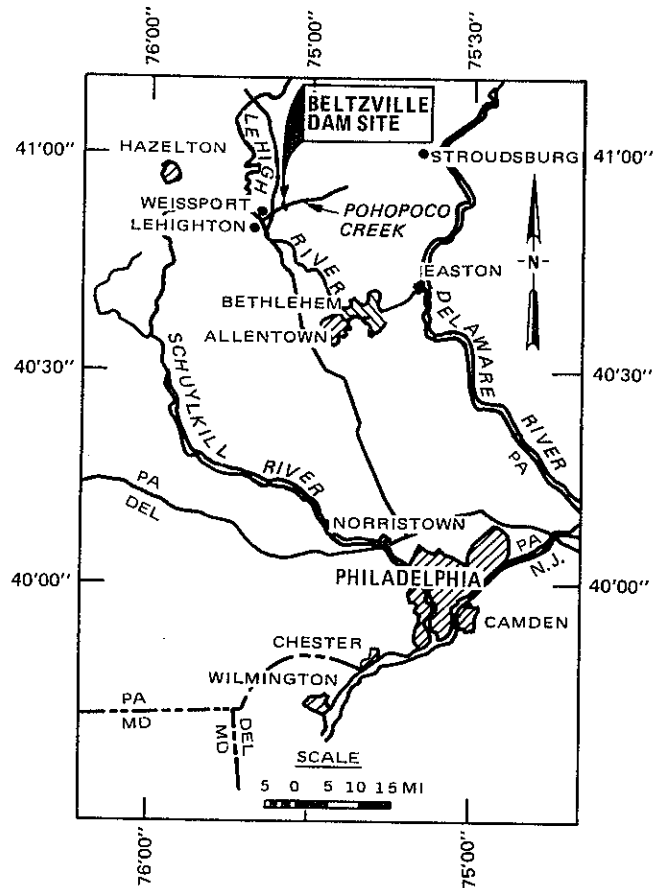 76'00"
75'00"
75'30"
BELTZVILLE
DAM SITE
LEHIGH
HAZELTON
41°00"
STROUDSBURG
41°00"
WEISSPORT
LEHIGHTON
POHOPOCO
CREEK
RIVER
-N-
EASTON
BETHLEHEM
ALLENTOWN
DELAWARE
40'30"
40'30"
SCHUYLKILL
RIVER
PA
RIVER
PA
DEL
NORRISTOWN
PA
N.J.
40'00"
PHILADELPHIA
40'00"
CAMDEN
CHESTER
WILMINGTON
PA
MD
DEL
MD
SCALE
5 0 5 10 15 MI
76'00"
75'00"